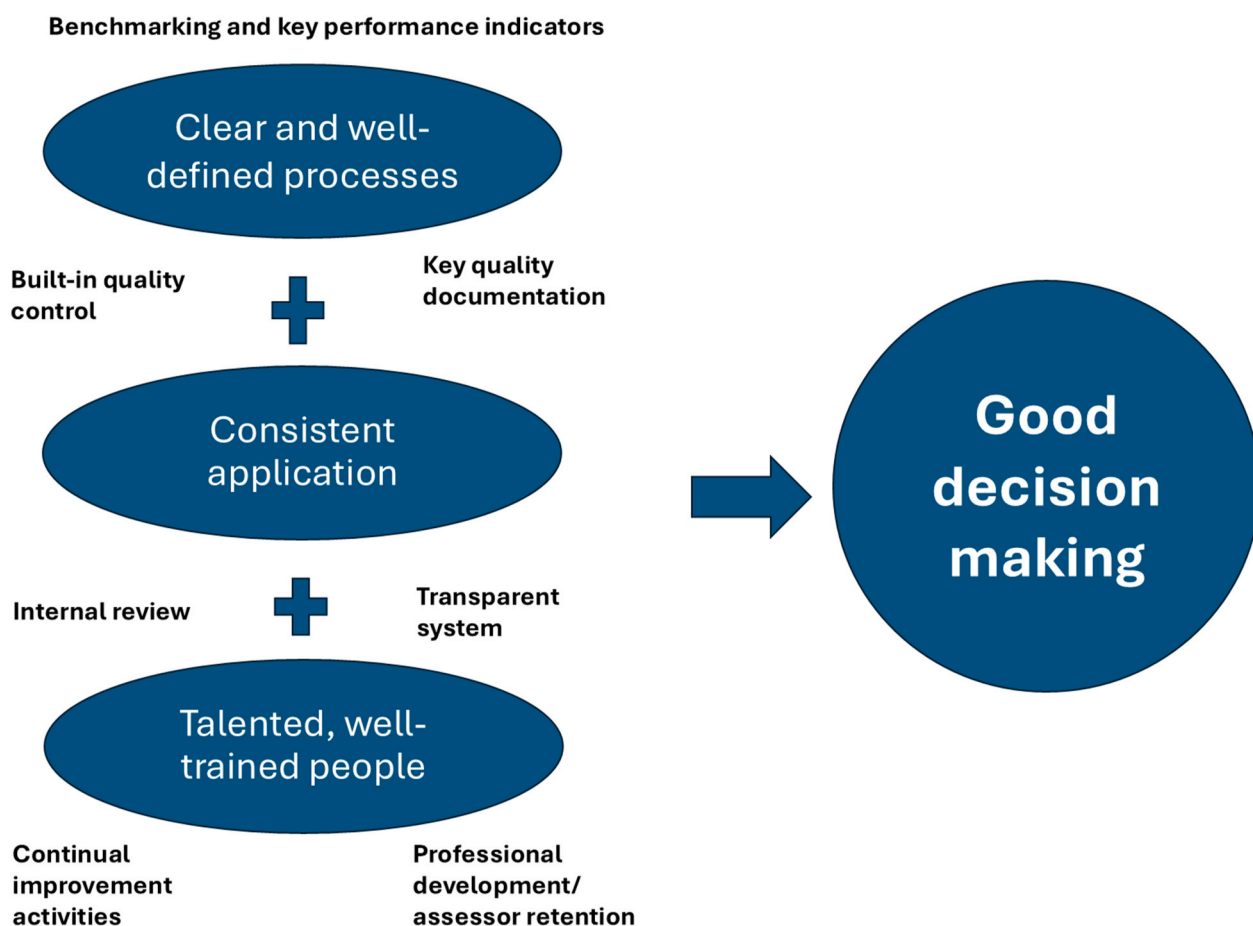 Benchmarking and key performance indicators
Clear and well-
defined processes
Built-in quality
control
Key quality
documentation
Consistent
application
Internal review
Transparent
system
Talented, well-
trained people
Continual
improvement
activities
Professional
development/
assessor retention
Good
decision
making